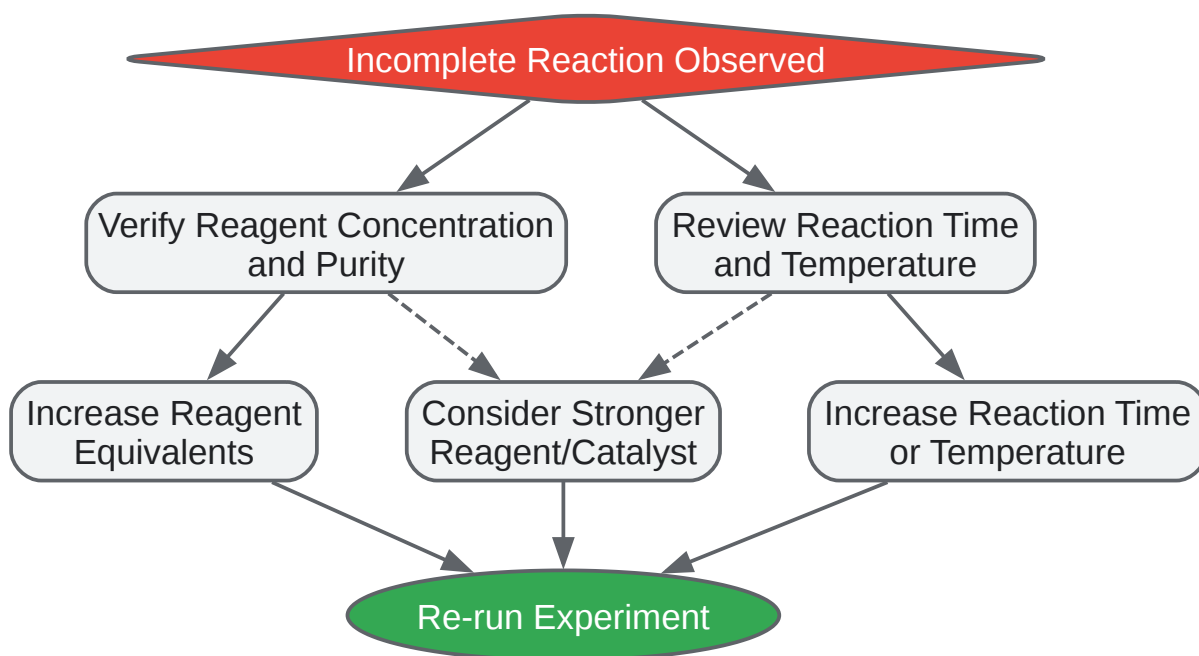 Incomplete Reaction Observed
Verify Reagent Concentration
and Purity
Review Reaction Time
and Temperature
Increase Reagent
Equivalents
Consider Stronger
Reagent/Catalyst
Increase Reaction Time
or Temperature
Re-run Experiment